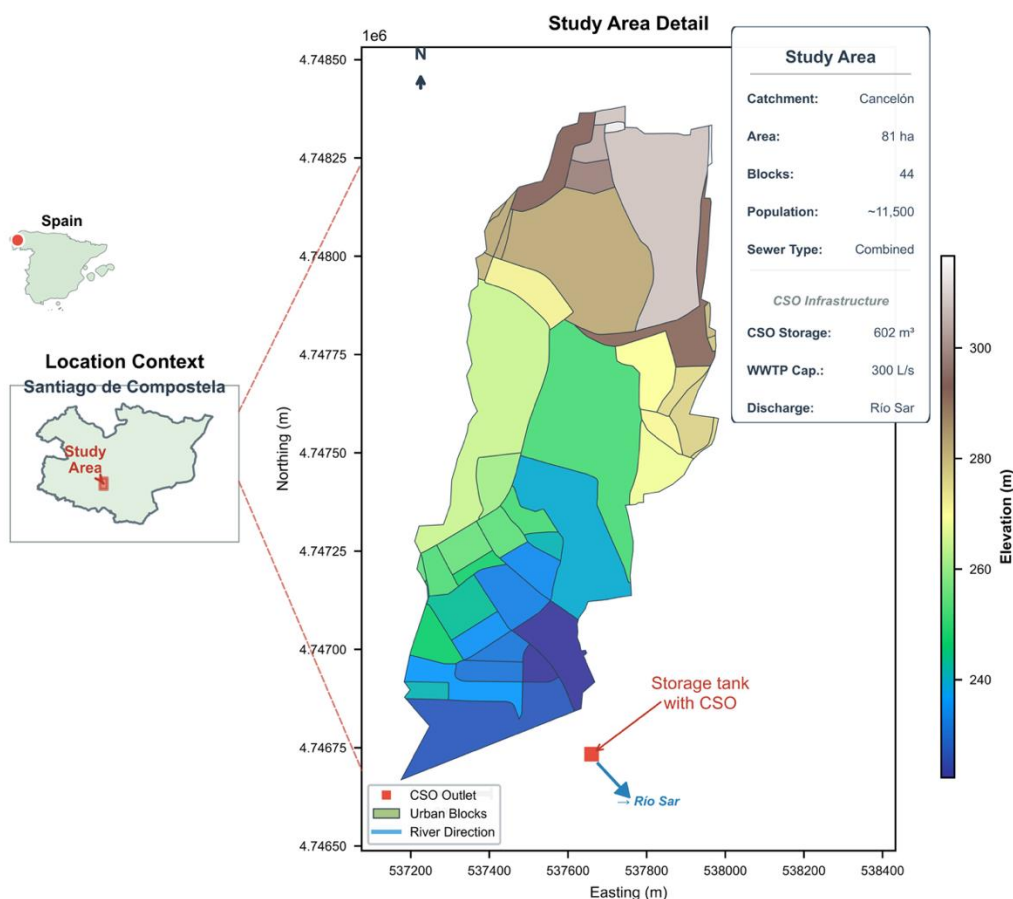 Study Area Detail
1e6
N
4.74850
4.74825
4.74800
4.74775
4.74750
4.74725
4.74700
4.74675
4.74650
Northing (m)
537200
537400
537600
537800
538000
538200
538400
Easting (m)
Spain
Location Context
Santiago de Compostela
Study
Area
Study Area
Catchment: Cancelón
Area: 81 ha
Blocks: 44
Population: ~11,500
Sewer Type: Combined
CSO Infrastructure
CSO Storage: 602 m³
WWTP Cap.: 300 L/s
Discharge: Río Sar
300
280
260
240
Elevation (m)
Storage tank
with CSO
→ Río Sar
CSO Outlet
Urban Blocks
River Direction